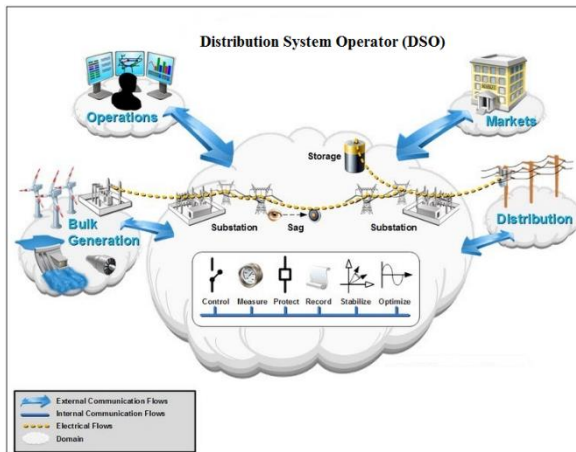 Distribution System Operator (DSO)
Operations
Markets
Storage
Bulk
Generation
Substation
Sag
Substation
Distribution
Control Measure Protect Record Stabilize Optimize
External Communication Flows
Internal Communication Flows
Electrical Flows
Domain